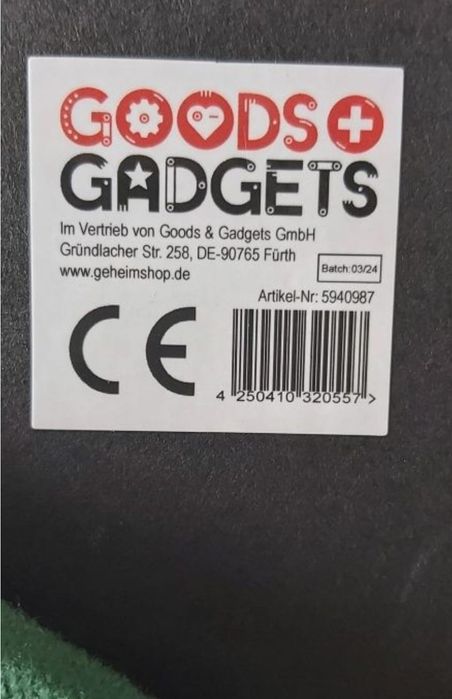 GOODS+
GADGETS
Im Vertrieb von Goods & Gadgets GmbH
Gründlacher Str. 258, DE-90765 Fürth
www.geheimshop.de
Batch: 03/24
Artikel-Nr: 5940987
CE
4 250410 320557 >